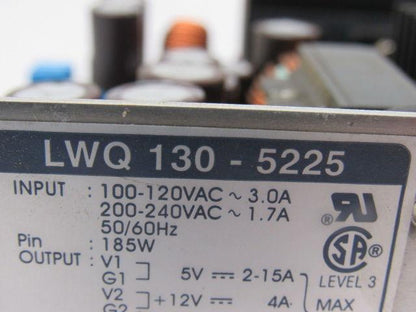 LWQ 130 - 5225
INPUT : 100-120VAC ~ 3.0A
200-240VAC ~ 1.7A
50/60Hz
Pin : 185W
OUTPUT : V1
G1 5V 2-15A
V2
+12V 4A MAX
G2
LEVEL 3